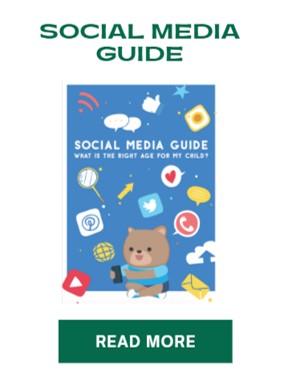 SOCIAL MEDIA
GUIDE
SOCIAL MEDIA GUIDE
WHAT IS THE RIGHT AGE FOR MY CHILD?
READ MORE